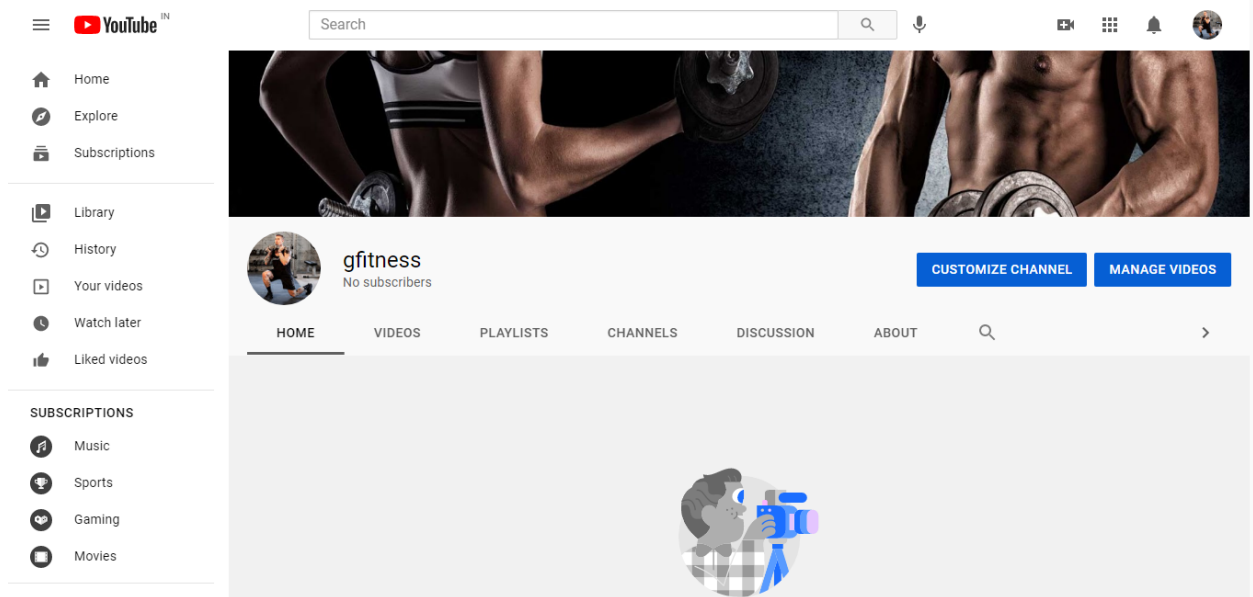 YouTube IN
Search
Home
Explore
Subscriptions
Library
History
Your videos
Watch later
Liked videos
SUBSCRIPTIONS
Music
Sports
Gaming
Movies
gfitness
No subscribers
CUSTOMIZE CHANNEL
MANAGE VIDEOS
HOME VIDEOS PLAYLISTS CHANNELS DISCUSSION ABOUT